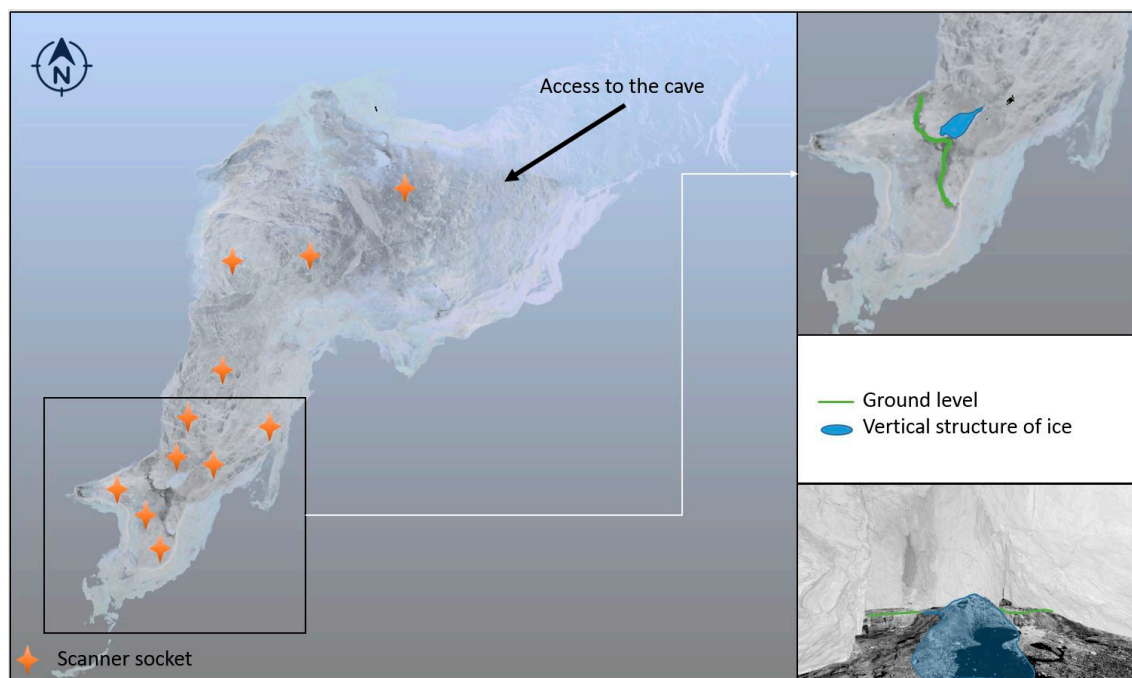 N
Access to the cave
Scanner socket
Ground level
Vertical structure of ice